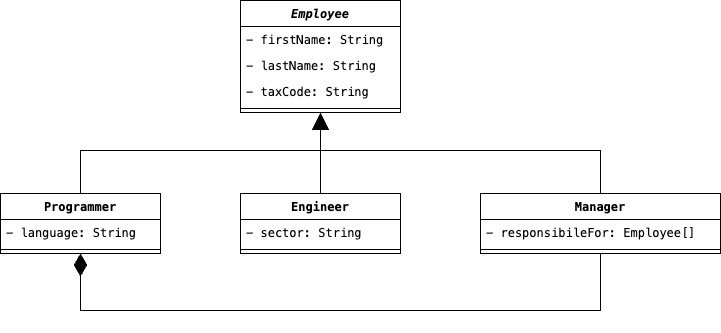 Employee
− firstName: String
− lastName: String
− taxCode: String
Programmer
− language: String
Engineer
− sector: String
Manager
− responsibileFor: Employee[]